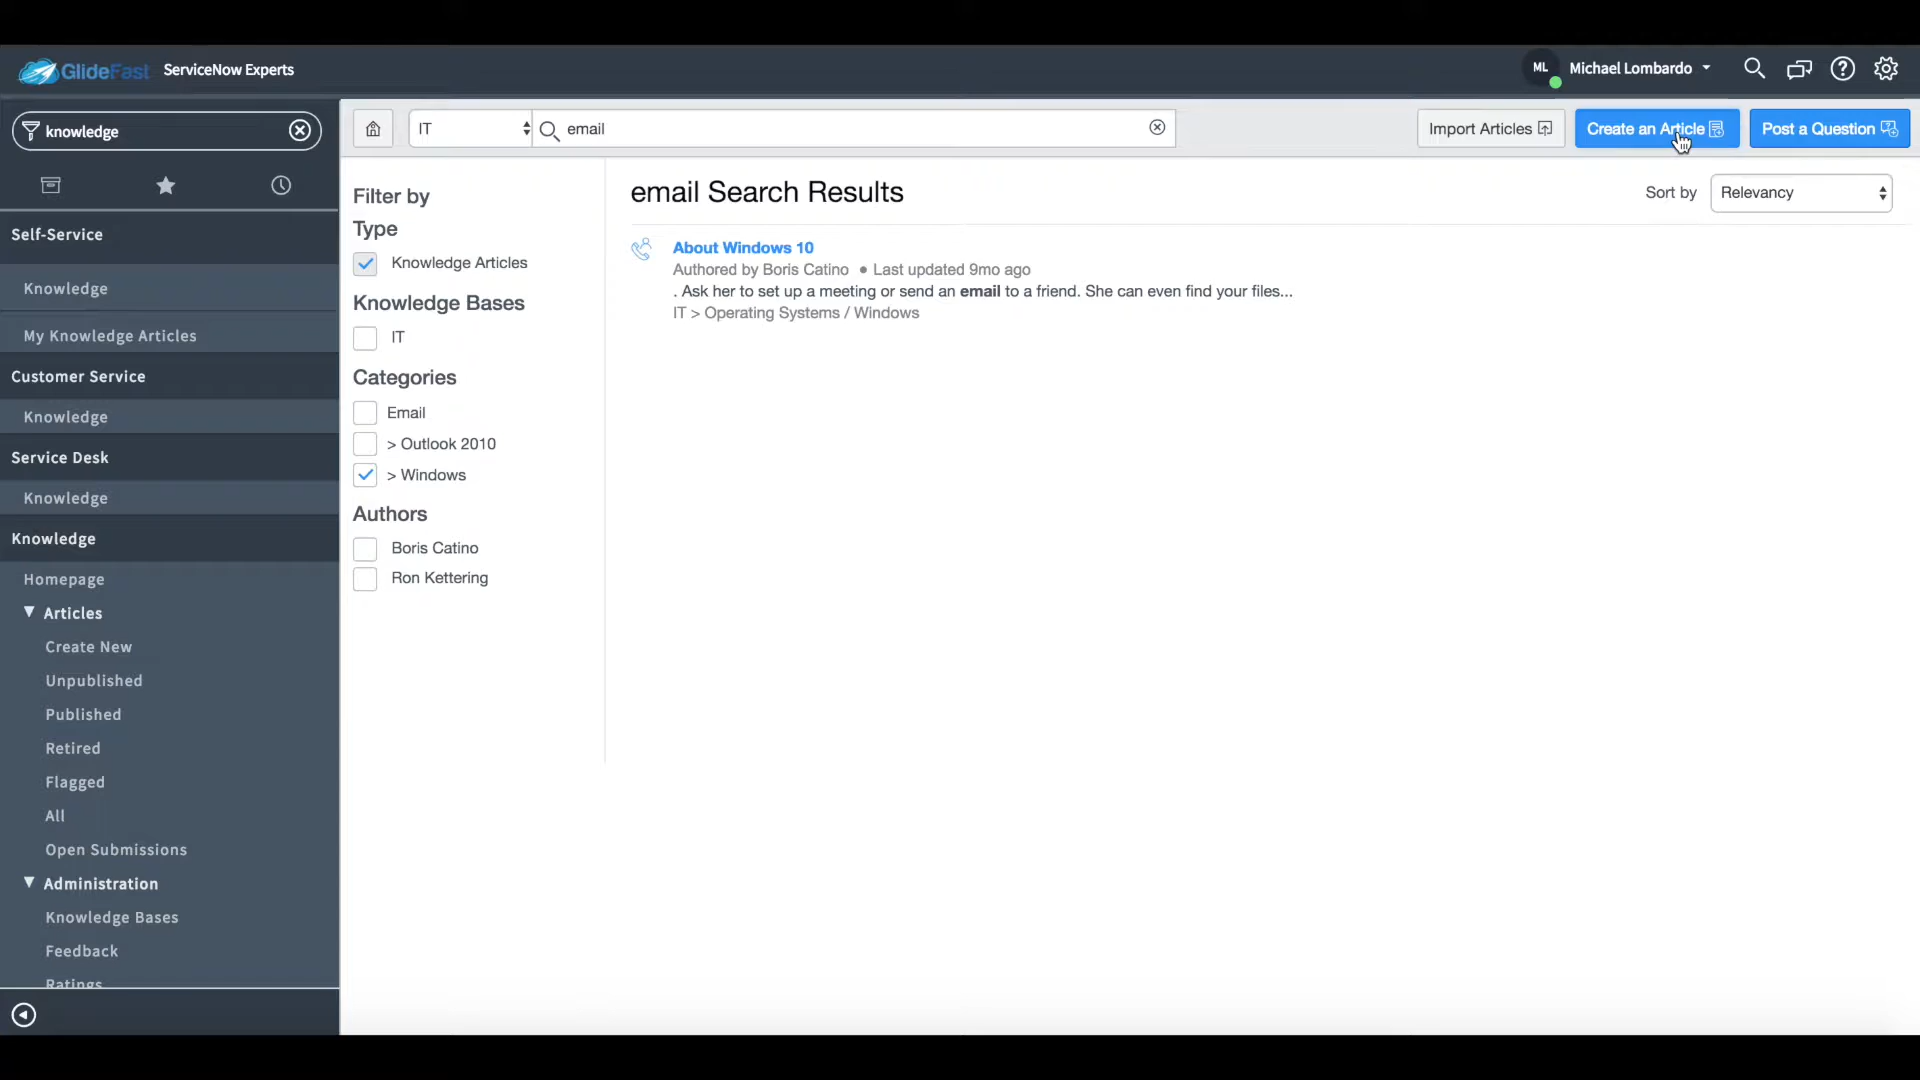 GlideFast ServiceNow Experts
ML Michael Lombardo
knowledge
IT
email
Import Articles
Create an Article
Post a Question
Self-Service
Knowledge
My Knowledge Articles
Customer Service
Knowledge
Service Desk
Knowledge
Knowledge
Homepage
Articles
Create New
Unpublished
Published
Retired
Flagged
All
Open Submissions
Administration
Knowledge Bases
Feedback
Ratings
Filter by
Type
Knowledge Articles
Knowledge Bases
IT
Categories
Email
> Outlook 2010
> Windows
Authors
Boris Catino
Ron Kettering
email Search Results
Sort by Relevancy
About Windows 10
Authored by Boris Catino • Last updated 9mo ago
. Ask her to set up a meeting or send an email to a friend. She can even find your files...
IT > Operating Systems / Windows